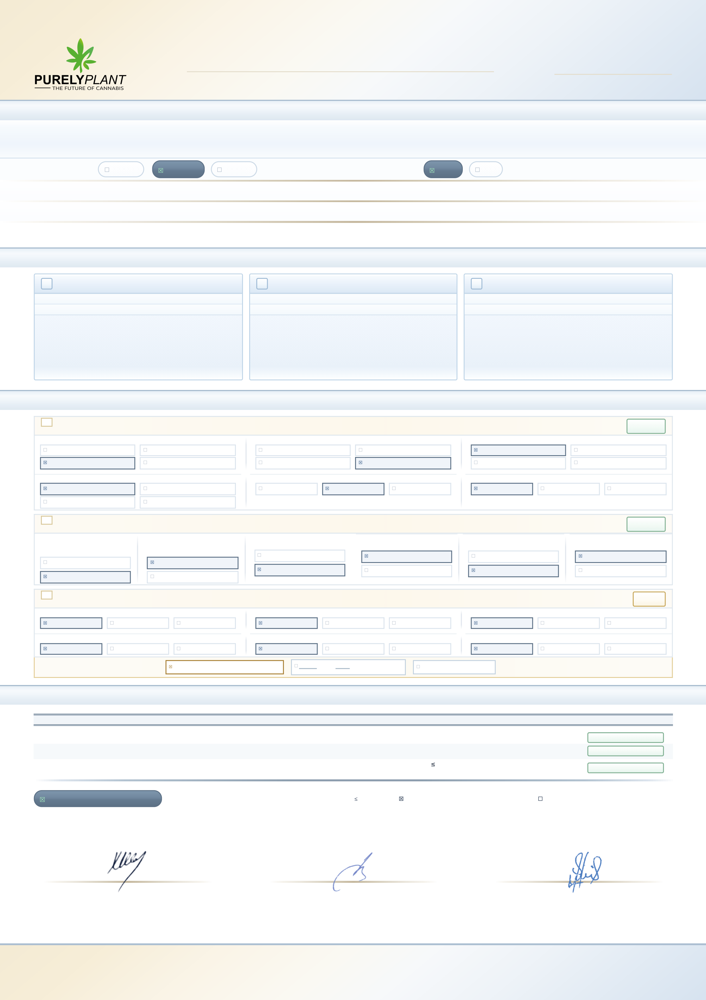 PURELYPLANT
THE FUTURE OF CANNABIS
☐ ☒ ☐ ☒ ☐
☐ ☐ ☐ ☐ ☒ ☐
☒ ☐ ☐ ☒ ☐ ☐
☒ ☐ ☐ ☒ ☐ ☒ ☐ ☐
☐ ☐
☐ ☒ ☐ ☒ ☐ ☒
☒ ☐ ☒ ☐ ☒ ☐
☒ ☐ ☐ ☒ ☐ ☐ ☒ ☐ ☐
☒ ☐ ☐ ☒ ☐ ☐ ☒ ☐ ☐
☒ ☐ ☐
≤
☒ ≤ ☒ ☐